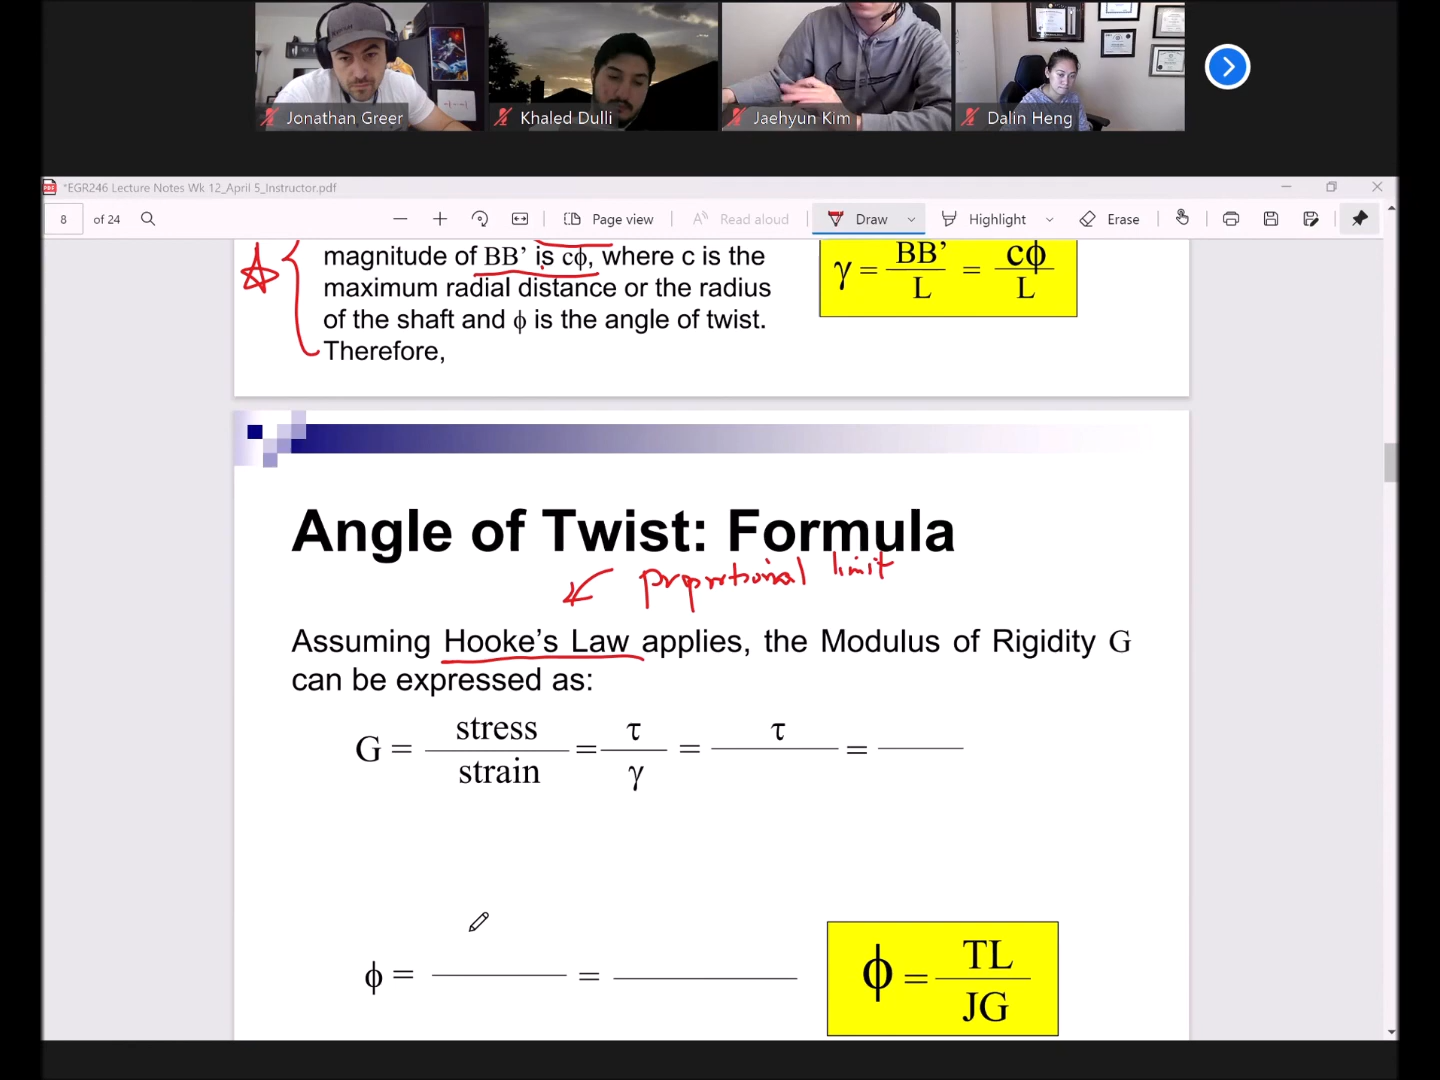 Jonathan Greer
Khaled Dulli
Jaehyun Kim
Dalin Heng
*EGR246 Lecture Notes Wk 12_April 5_Instructor.pdf
8 of 24 Page view Read aloud Draw Highlight Erase
magnitude of BB’ is cϕ, where c is the
maximum radial distance or the radius
of the shaft and ϕ is the angle of twist.
Therefore,
γ = BB’ / L = cϕ / L
Angle of Twist: Formula
proportional limit
Assuming Hooke’s Law applies, the Modulus of Rigidity G
can be expressed as:
G = stress / strain = τ / γ = τ / =
ϕ = =
ϕ = TL / JG